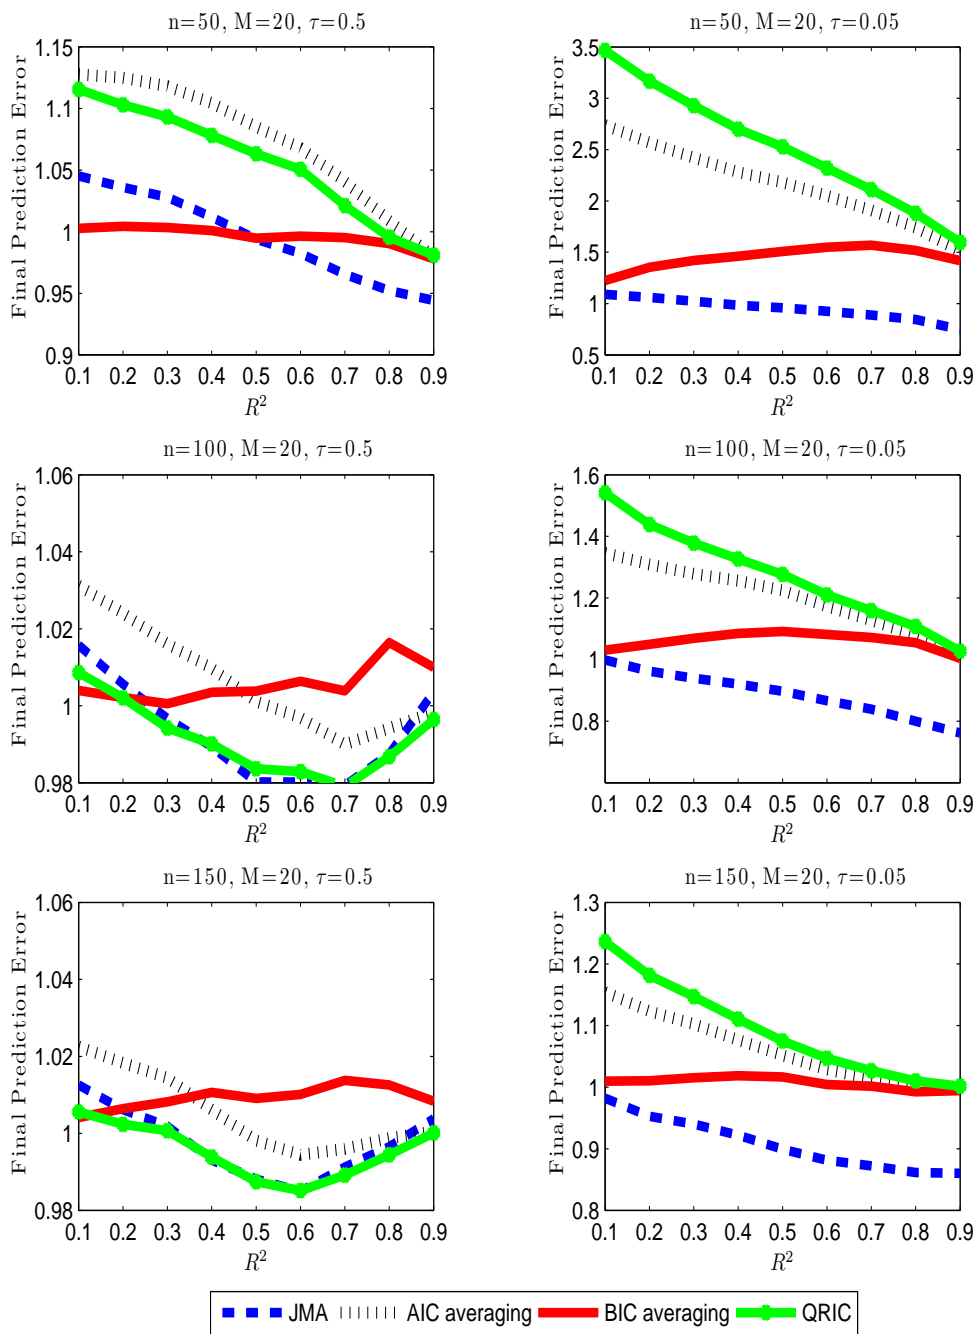 n=50, M=20, τ=0.5
Final Prediction Error
1.15
1.1
1.05
1
0.95
0.9
0.1 0.2 0.3 0.4 0.5 0.6 0.7 0.8 0.9
R²
n=50, M=20, τ=0.05
Final Prediction Error
3.5
3
2.5
2
1.5
1
0.5
0.1 0.2 0.3 0.4 0.5 0.6 0.7 0.8 0.9
R²
n=100, M=20, τ=0.5
Final Prediction Error
1.06
1.04
1.02
1
0.98
0.1 0.2 0.3 0.4 0.5 0.6 0.7 0.8 0.9
R²
n=100, M=20, τ=0.05
Final Prediction Error
1.6
1.4
1.2
1
0.8
0.1 0.2 0.3 0.4 0.5 0.6 0.7 0.8 0.9
R²
n=150, M=20, τ=0.5
Final Prediction Error
1.06
1.04
1.02
1
0.98
0.1 0.2 0.3 0.4 0.5 0.6 0.7 0.8 0.9
R²
n=150, M=20, τ=0.05
Final Prediction Error
1.3
1.2
1.1
1
0.9
0.8
0.1 0.2 0.3 0.4 0.5 0.6 0.7 0.8 0.9
R²
JMA AIC averaging BIC averaging QRIC